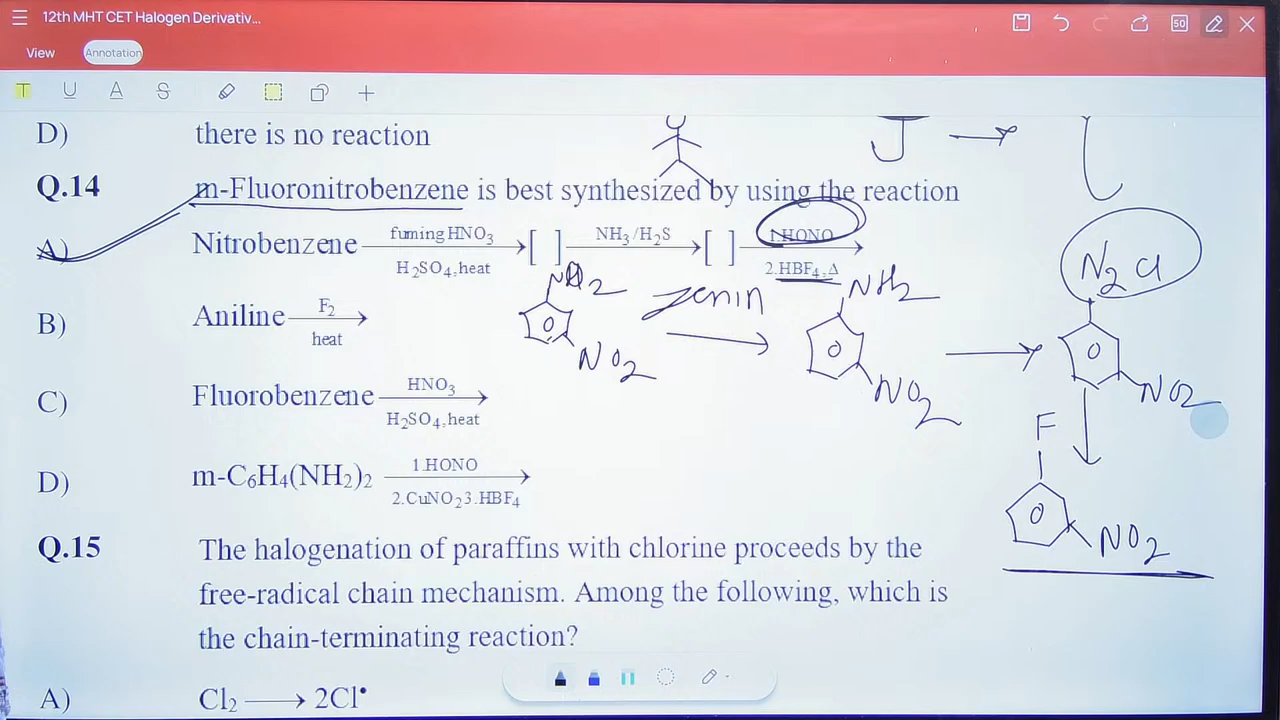 12th MHT CET Halogen Derivativ...
50
View Annotation
T U A S
D) there is no reaction
Q.14 m-Fluoronitrobenzene is best synthesized by using the reaction
A) Nitrobenzene fuming HNO3 H2SO4,heat [ ] NH3/H2S [ ] 1.HONO 2.HBF4,Δ
N2Cl
NO2
zenin
NH2
NO2
NO2
NO2
B) Aniline F2 heat
C) Fluorobenzene HNO3 H2SO4,heat
F
NO2
D) m-C6H4(NH2)2 1.HONO 2.CuNO23.HBF4
Q.15 The halogenation of paraffins with chlorine proceeds by the
free-radical chain mechanism. Among the following, which is
the chain-terminating reaction?
A) Cl2 ⟶ 2Cl•